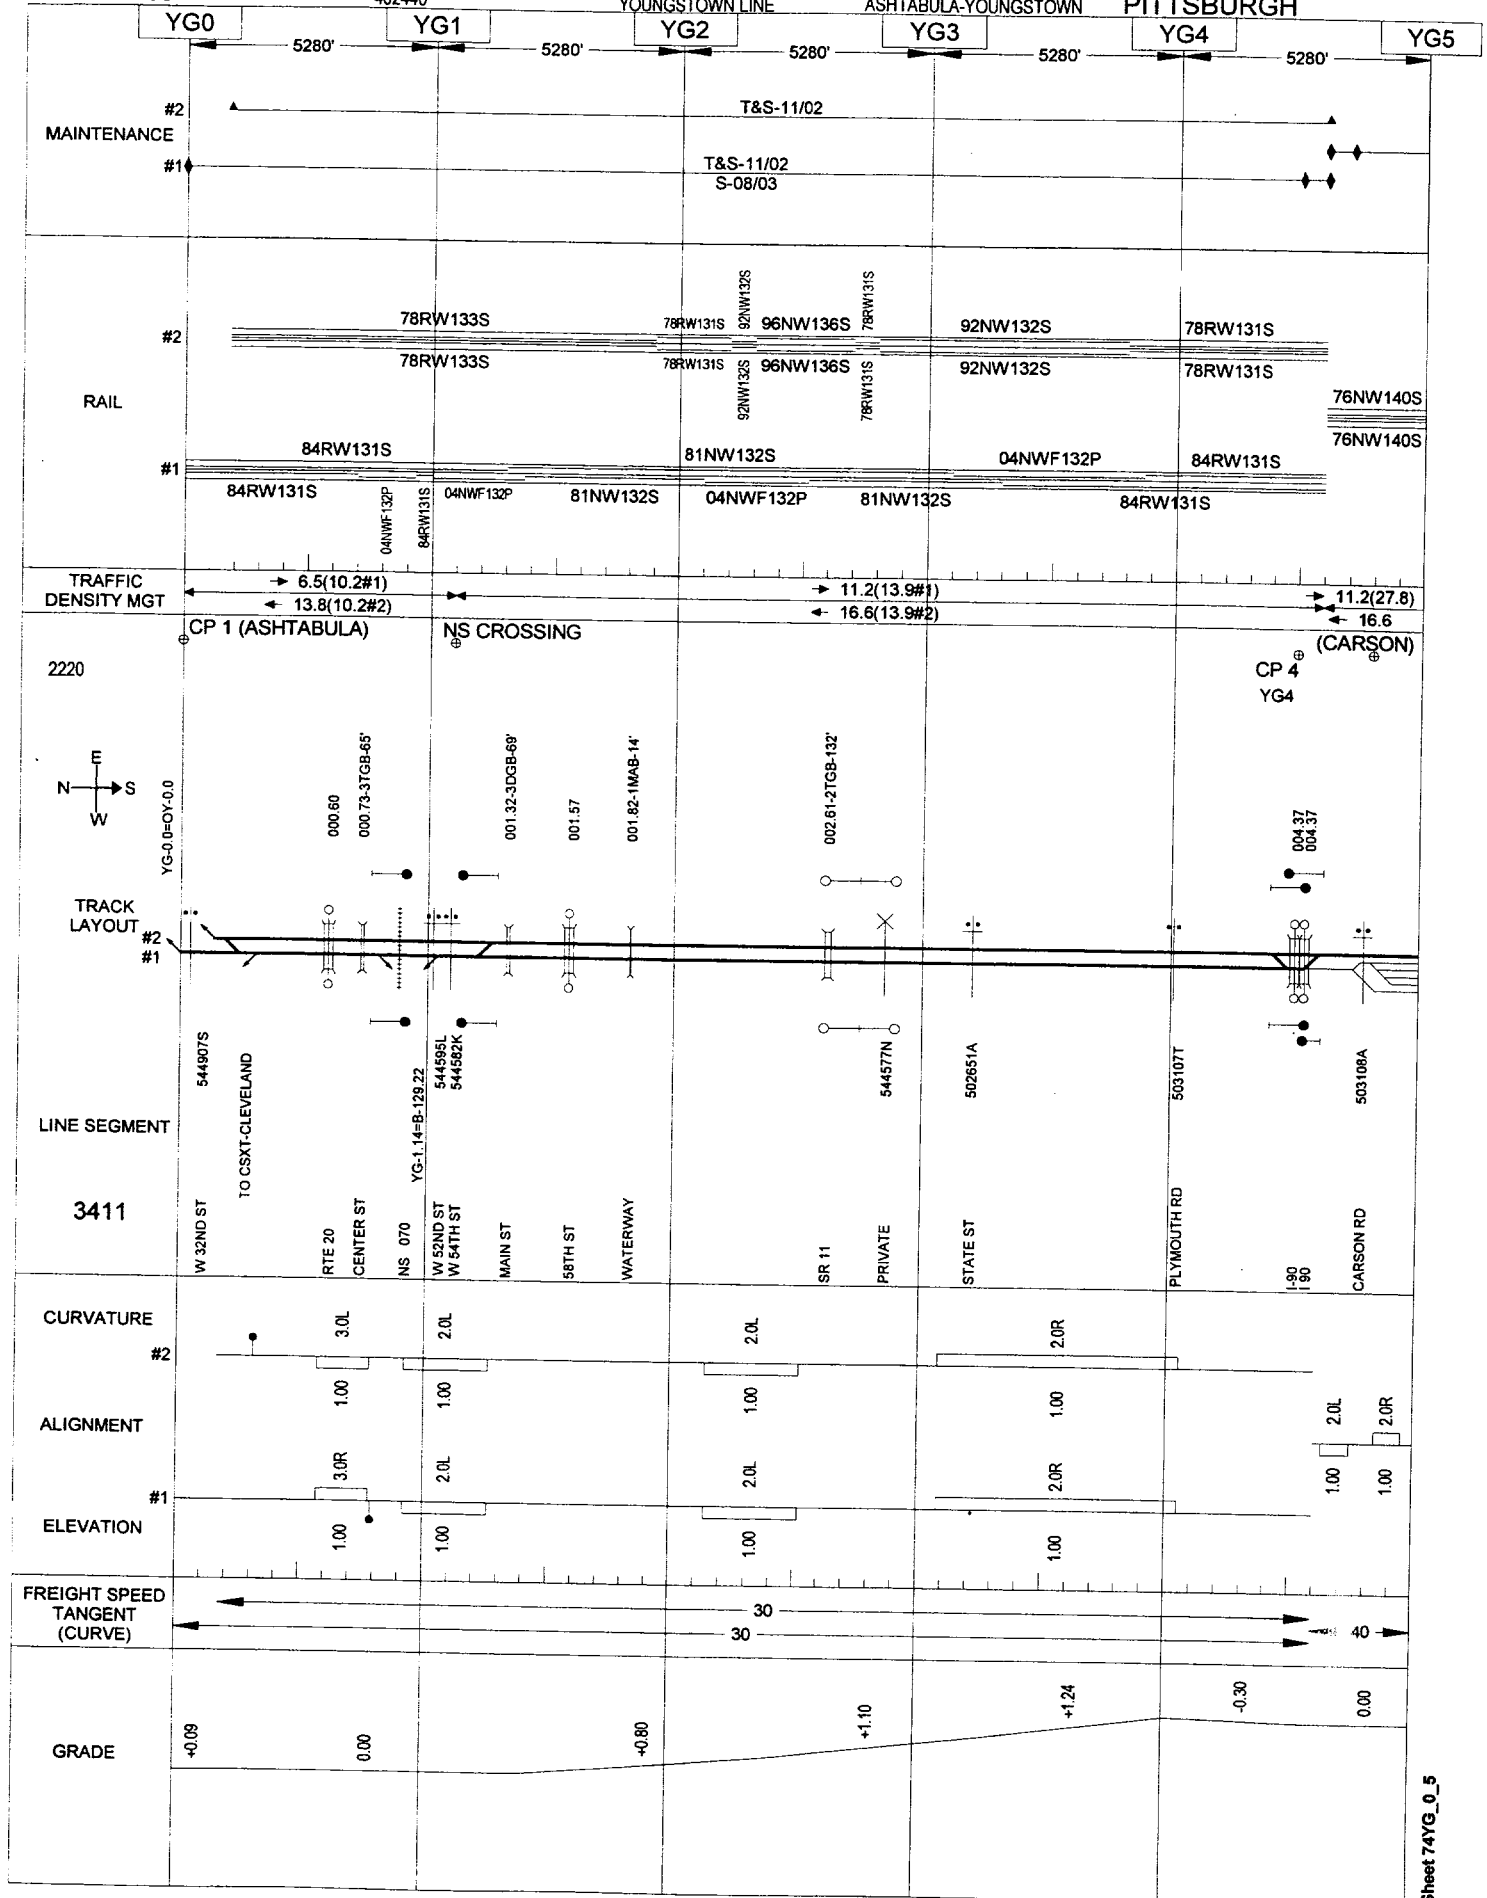 YOUNGSTOWN LINE ASHTABULA-YOUNGSTOWN PITTSBURGH
YG0 YG1 YG2 YG3 YG4 YG5
5280' 5280' 5280' 5280' 5280'
#2 T&S-11/02
MAINTENANCE
#1 T&S-11/02
S-08/03
78RW133S 78RW131S 92NW132S 96NW136S 78RW131S 92NW132S 78RW131S
#2
78RW133S 78RW131S 92NW132S 96NW136S 78RW131S 92NW132S 78RW131S
RAIL
76NW140S
76NW140S
84RW131S 81NW132S 04NWF132P 84RW131S
#1
84RW131S 04NWF132P 84RW131S 04NWF132P 81NW132S 04NWF132P 81NW132S 84RW131S
TRAFFIC
DENSITY MGT
6.5(10.2#1) 11.2(13.9#1) 11.2(27.8)
13.8(10.2#2) 16.6(13.9#2) 16.6
CP 1 (ASHTABULA) NS CROSSING (CARSON)
2220 CP 4
YG4
E
N S
W
YG-0.0=OY-0.0
000.60
000.73-3TGB-65'
001.32-3DGB-69'
001.57
001.82-1MAB-14'
002.61-2TGB-132'
004.37
004.37
TRACK
LAYOUT
#2
#1
544907S
TO CSXT-CLEVELAND
YG-1.14=B-129.22
544595L
544582K
544577N
502651A
503107T
503108A
LINE SEGMENT
3411
W 32ND ST
RTE 20
CENTER ST
NS 070
W 52ND ST
W 54TH ST
MAIN ST
58TH ST
WATERWAY
SR 11
PRIVATE
STATE ST
PLYMOUTH RD
I-90
I 90
CARSON RD
CURVATURE
3.0L 2.0L 2.0L 2.0R
#2
1.00 1.00 1.00 1.00
ALIGNMENT
2.0L 2.0R
1.00 1.00
3.0R 2.0L 2.0L 2.0R
#1
1.00 1.00 1.00 1.00
ELEVATION
FREIGHT SPEED
TANGENT
(CURVE)
30
30 40
GRADE
+0.09 0.00 +0.80 +1.10 +1.24 -0.30 0.00
Sheet 74YG_0_5